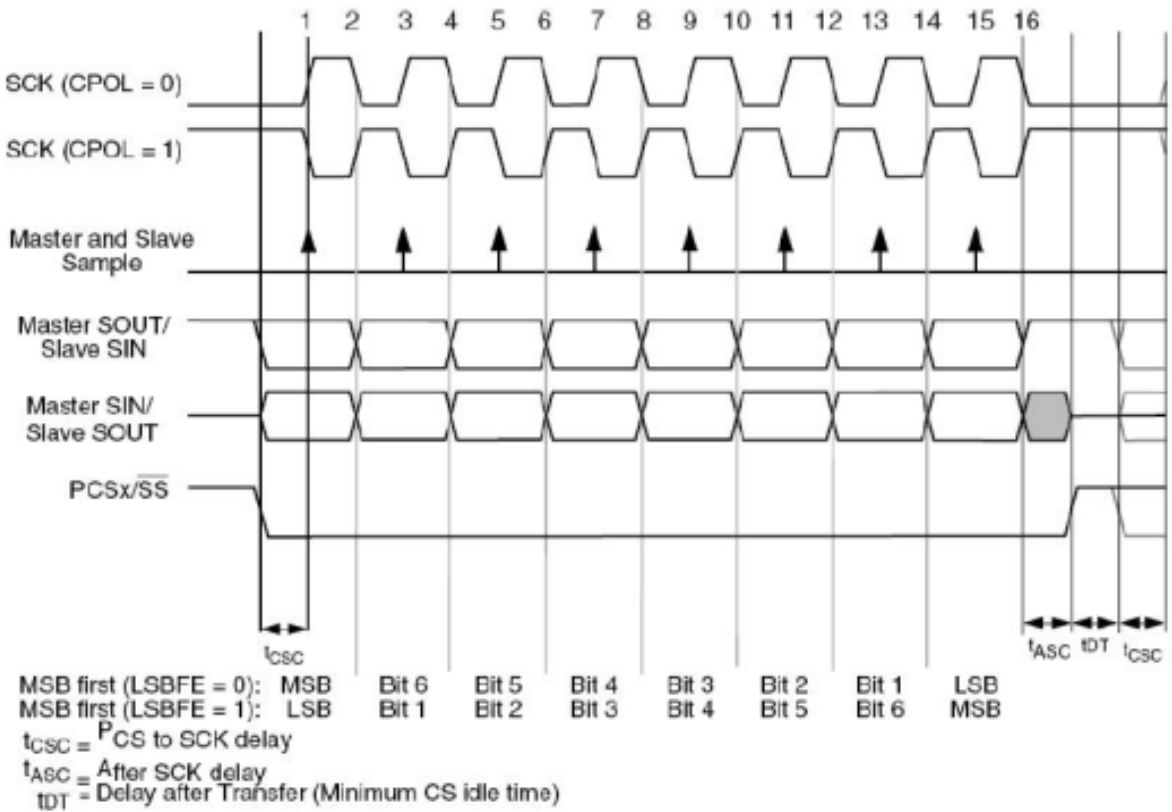 1 2 3 4 5 6 7 8 9 10 11 12 13 14 15 16
SCK (CPOL = 0)
SCK (CPOL = 1)
Master and Slave
Sample
Master SOUT/
Slave SIN
Master SIN/
Slave SOUT
PCSx/SS
tCSC tASC tDT tCSC
MSB first (LSBFE = 0): MSB Bit 6 Bit 5 Bit 4 Bit 3 Bit 2 Bit 1 LSB
MSB first (LSBFE = 1): LSB Bit 1 Bit 2 Bit 3 Bit 4 Bit 5 Bit 6 MSB
tCSC = PCS to SCK delay
tASC = After SCK delay
tDT = Delay after Transfer (Minimum CS idle time)